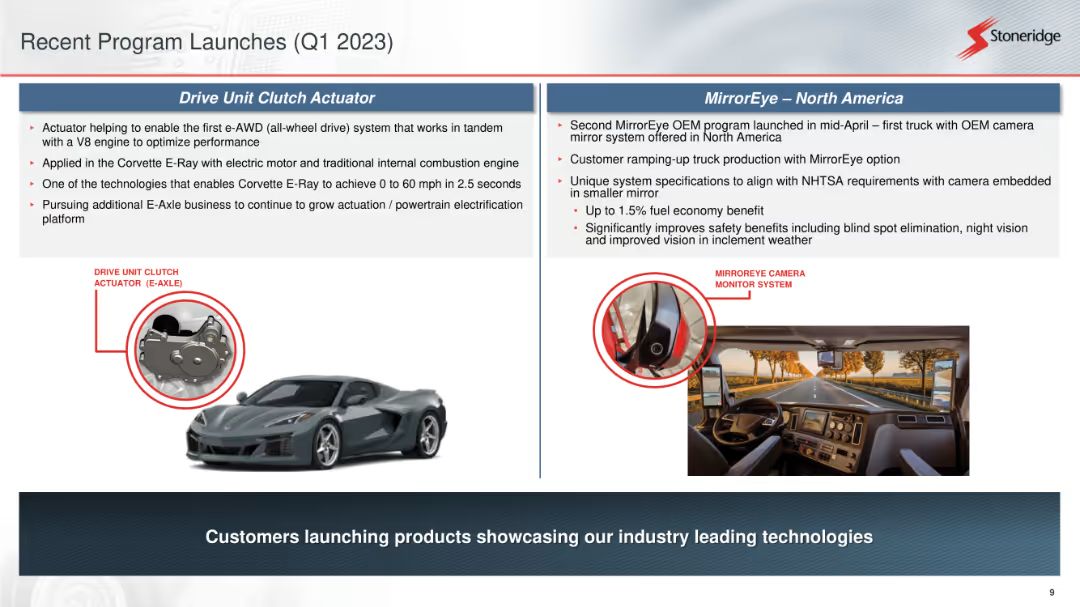 Recent Program Launches (Q1 2023)
Stoneridge
Drive Unit Clutch Actuator
Actuator helping to enable the first e-AWD (all-wheel drive) system that works in tandem
with a V8 engine to optimize performance
Applied in the Corvette E-Ray with electric motor and traditional internal combustion engine
One of the technologies that enables Corvette E-Ray to achieve 0 to 60 mph in 2.5 seconds
Pursuing additional E-Axle business to continue to grow actuation / powertrain electrification
platform
DRIVE UNIT CLUTCH
ACTUATOR (E-AXLE)
MirrorEye – North America
Second MirrorEye OEM program launched in mid-April – first truck with OEM camera
mirror system offered in North America
Customer ramping-up truck production with MirrorEye option
Unique system specifications to align with NHTSA requirements with camera embedded
in smaller mirror
Up to 1.5% fuel economy benefit
Significantly improves safety benefits including blind spot elimination, night vision
and improved vision in inclement weather
MIRROREYE CAMERA
MONITOR SYSTEM
Customers launching products showcasing our industry leading technologies
9